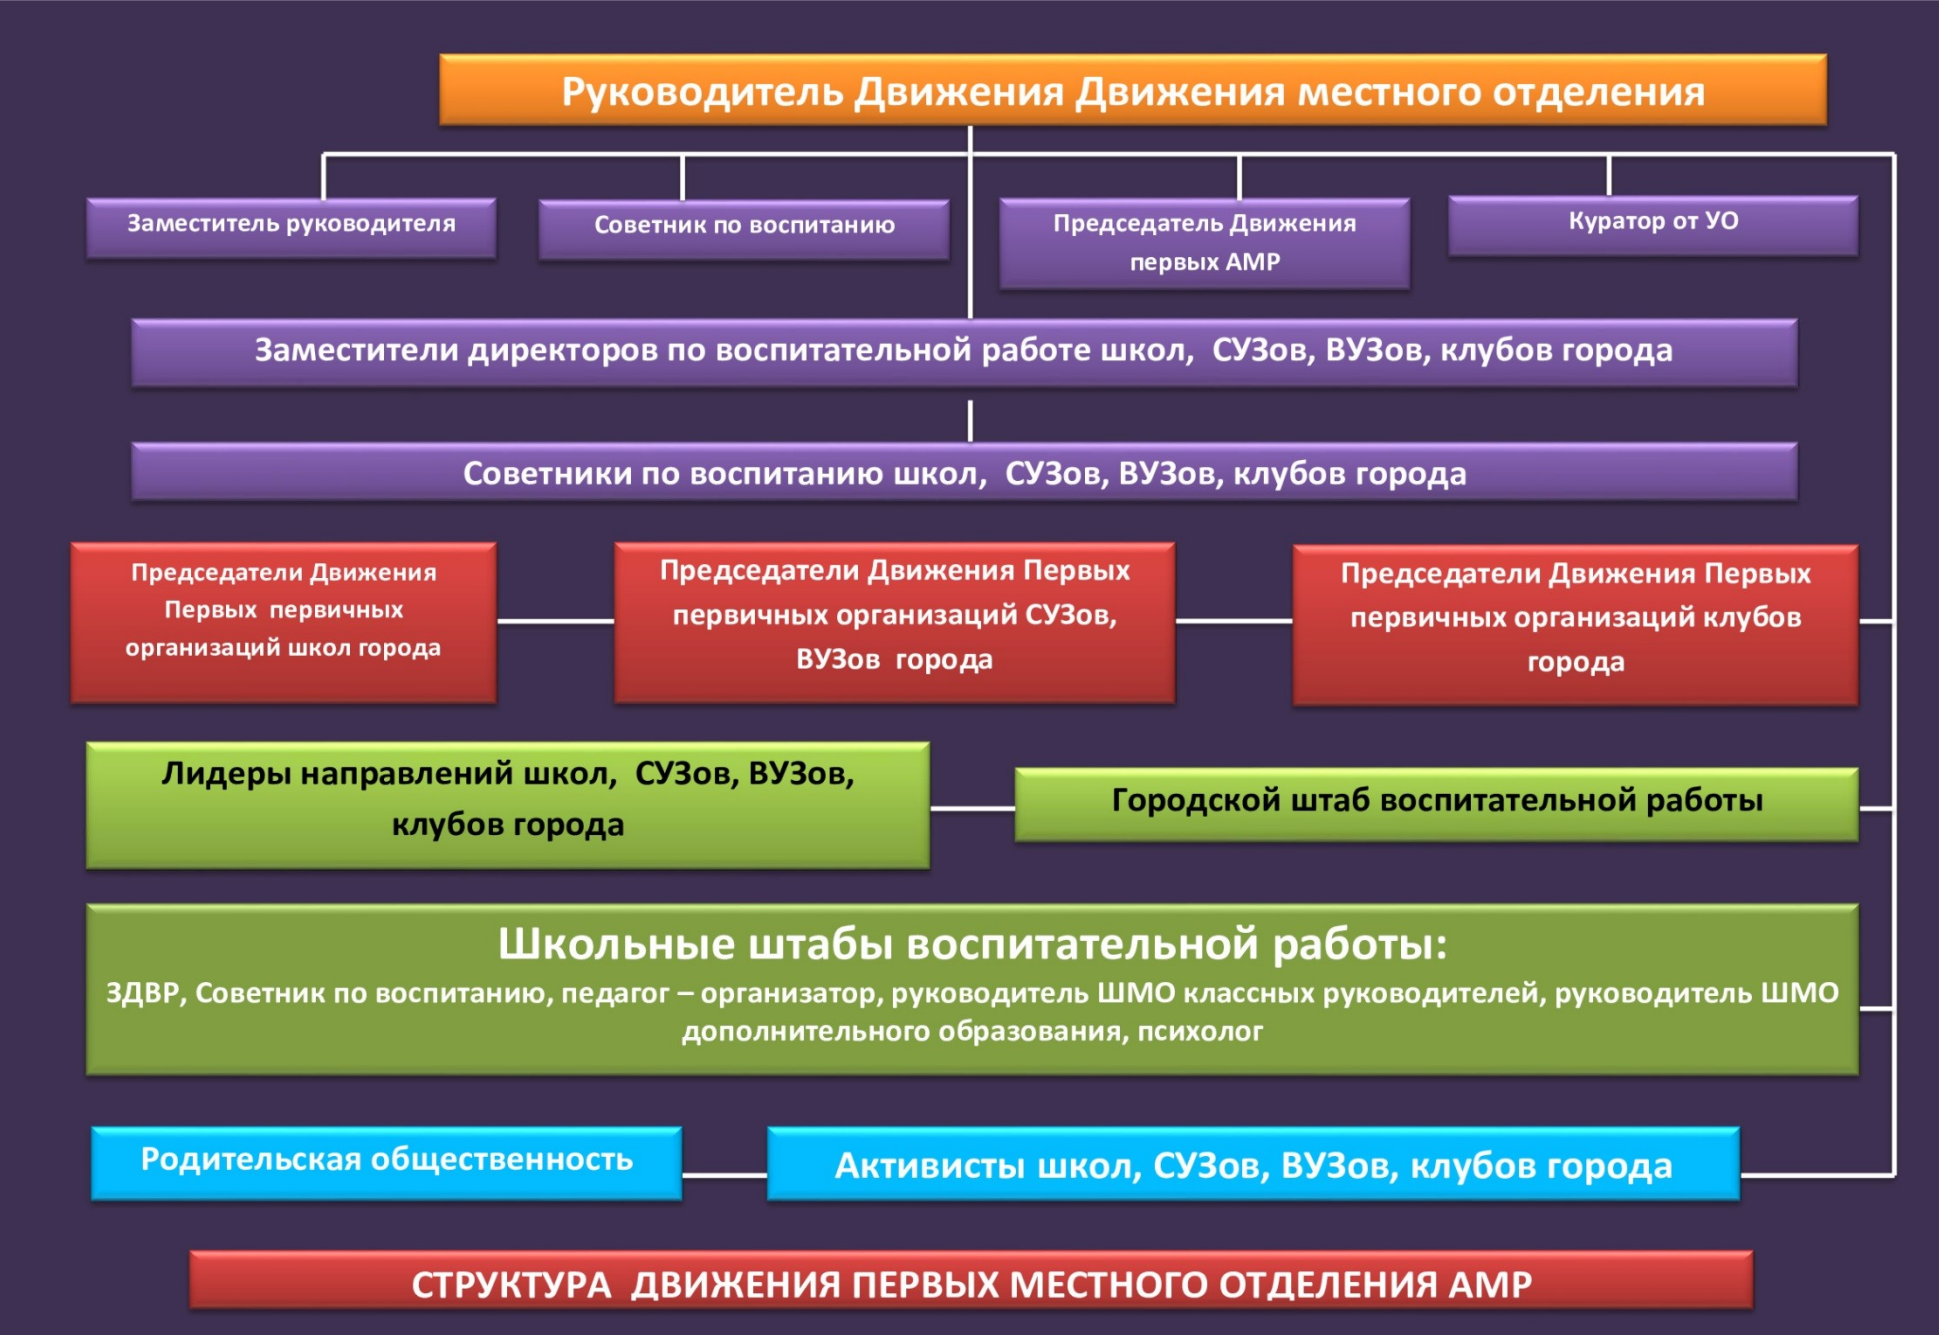 Руководитель Движения Движения местного отделения
Заместитель руководителя
Советник по воспитанию
Председатель Движения
первых АМР
Куратор от УО
Заместители директоров по воспитательной работе школ, СУЗов, ВУЗов, клубов города
Советники по воспитанию школ, СУЗов, ВУЗов, клубов города
Председатели Движения
Первых первичных
организаций школ города
Председатели Движения Первых
первичных организаций СУЗов,
ВУЗов города
Председатели Движения Первых
первичных организаций клубов
города
Лидеры направлений школ, СУЗов, ВУЗов,
клубов города
Городской штаб воспитательной работы
Школьные штабы воспитательной работы:
ЗДВР, Советник по воспитанию, педагог – организатор, руководитель ШМО классных руководителей, руководитель ШМО
дополнительного образования, психолог
Родительская общественность
Активисты школ, СУЗов, ВУЗов, клубов города
СТРУКТУРА ДВИЖЕНИЯ ПЕРВЫХ МЕСТНОГО ОТДЕЛЕНИЯ АМР